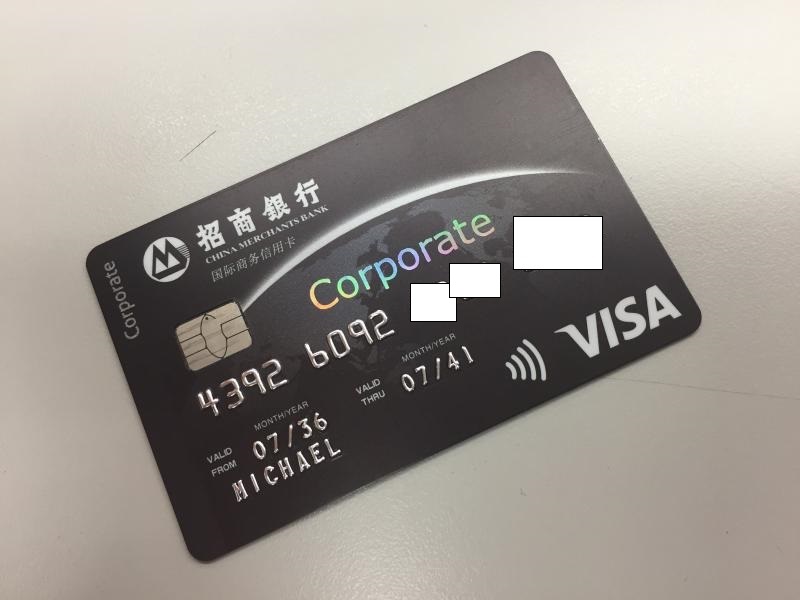 Corporate
招商銀行
CHINA MERCHANTS BANK
国际商务信用卡
Corporate
4392 6092
MONTH/YEAR
VALID THRU 07/41
MONTH/YEAR
VALID FROM 07/36
MICHAEL
VISA